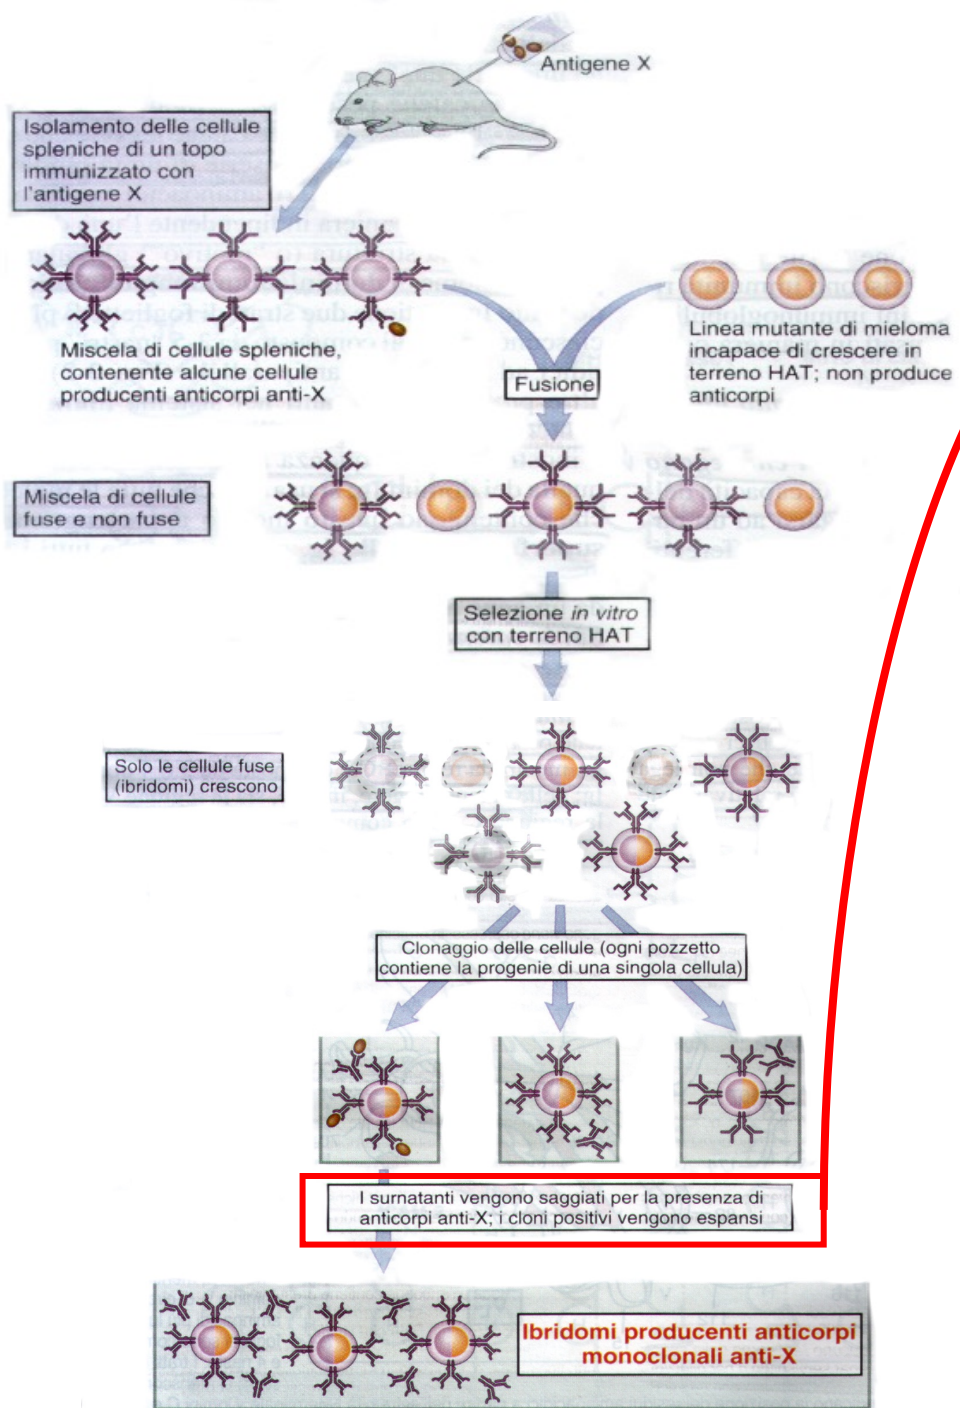 Antigene X
Isolamento delle cellule
spleniche di un topo
immunizzato con
l'antigene X
Miscela di cellule spleniche,
contenente alcune cellule
producenti anticorpi anti-X
Linea mutante di mieloma
incapace di crescere in
terreno HAT; non produce
anticorpi
Fusione
Miscela di cellule
fuse e non fuse
Selezione in vitro
con terreno HAT
Solo le cellule fuse
(ibridomi) crescono
Clonaggio delle cellule (ogni pozzetto
contiene la progenie di una singola cellula)
I surnatanti vengono saggiati per la presenza di
anticorpi anti-X; i cloni positivi vengono espansi
Ibridomi producenti anticorpi
monoclonali anti-X